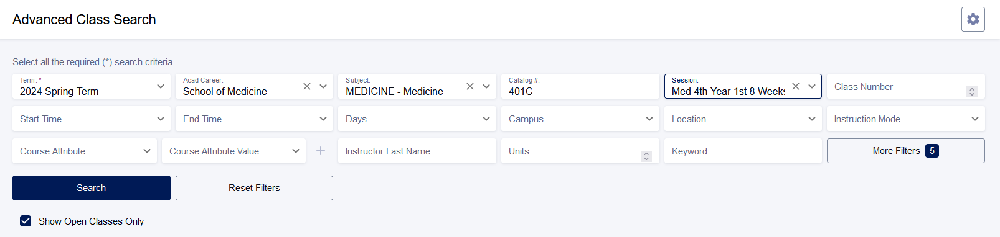 Advanced Class Search
Select all the required (*) search criteria.
Term:* Acad Career: Subject: Catalog #: Session:
2024 Spring Term School of Medicine MEDICINE - Medicine 401C Med 4th Year 1st 8 Weeks Class Number
Start Time End Time Days Campus Location Instruction Mode
Course Attribute Course Attribute Value Instructor Last Name Units Keyword More Filters 5
Search Reset Filters
Show Open Classes Only